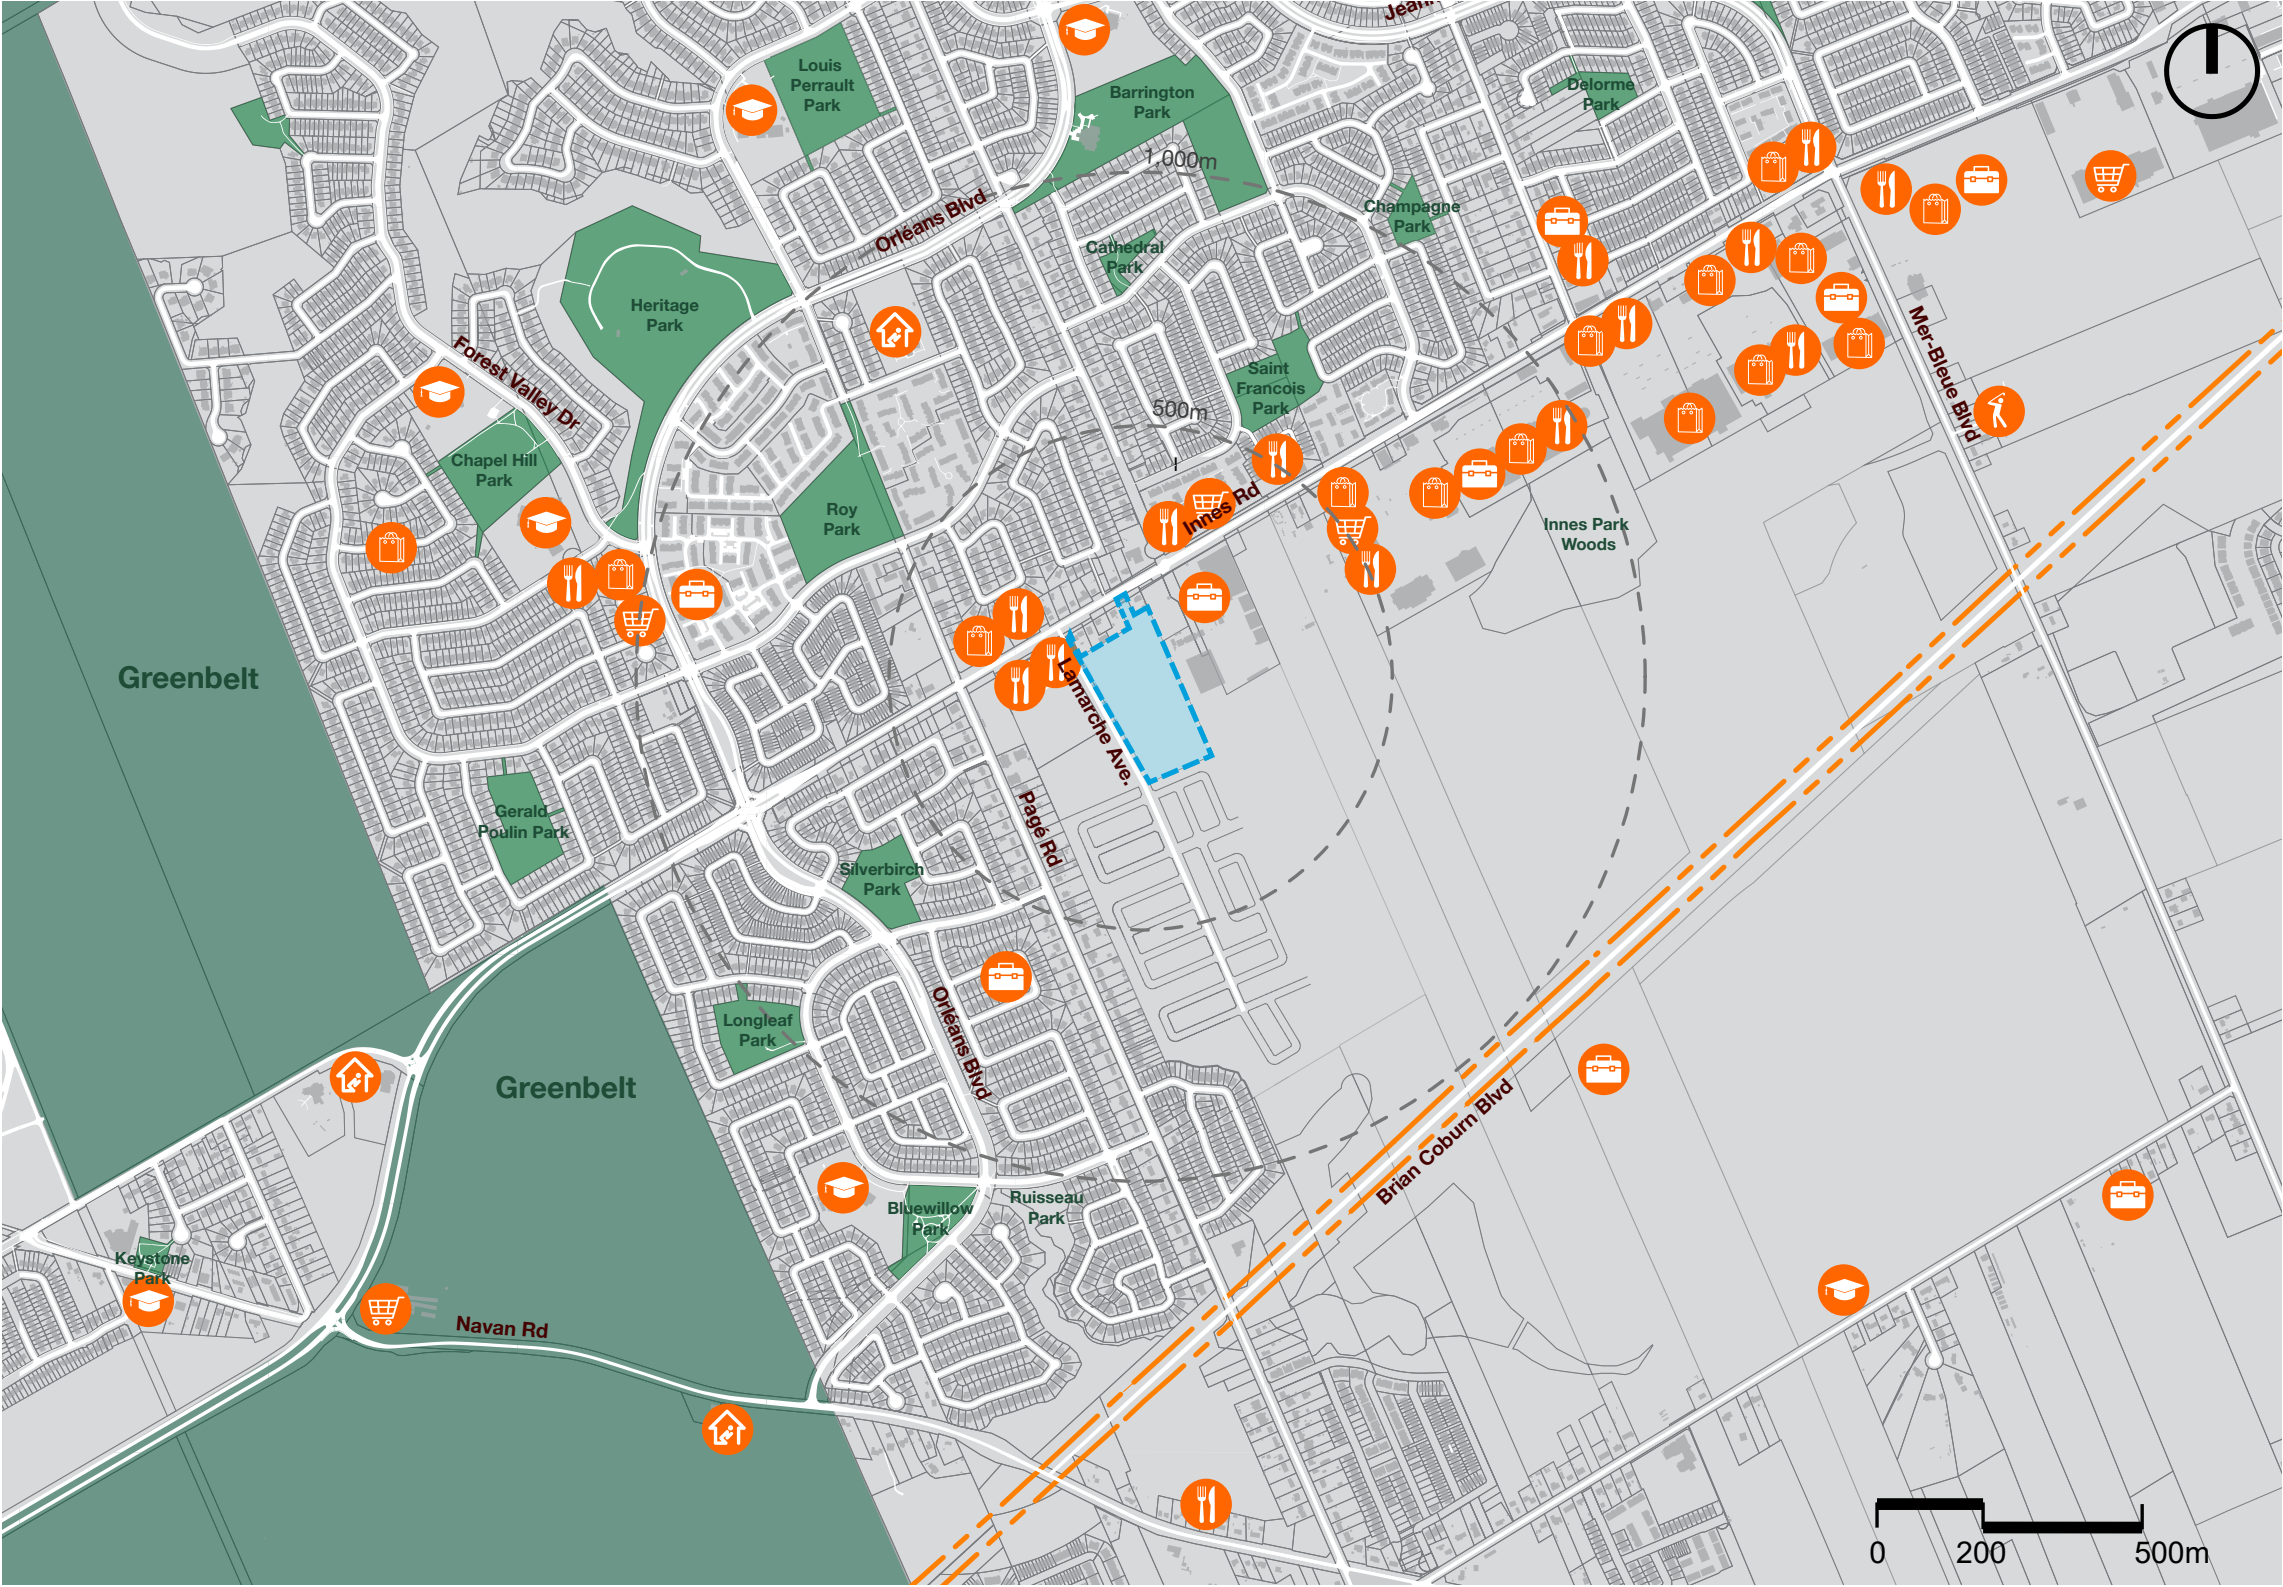 Jean
Louis
Perrault
Park
Barrington
Park
Delorme
Park
1,000m
Orléans Blvd
Champagne
Park
Cathedral
Park
Heritage
Park
Forest Valley Dr
Mer-Bleue Blvd
Saint
Francois
Park
500m
Chapel Hill
Park
Roy
Park
Innes Rd
Innes Park
Woods
Greenbelt
Lamarche Ave.
Gerald
Poulin Park
Pagé Rd
Silverbirch
Park
Longleaf
Park
Orléans Blvd
Greenbelt
Brian Coburn Blvd
Ruisseau
Park
Bluewillow
Park
Keystone
Park
Navan Rd
0 200 500m